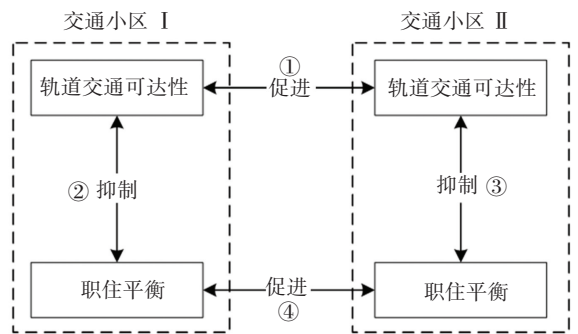 交通小区 Ⅰ
交通小区 Ⅱ
轨道交通可达性
①
促进
轨道交通可达性
② 抑制
抑制 ③
职住平衡
促进
④
职住平衡